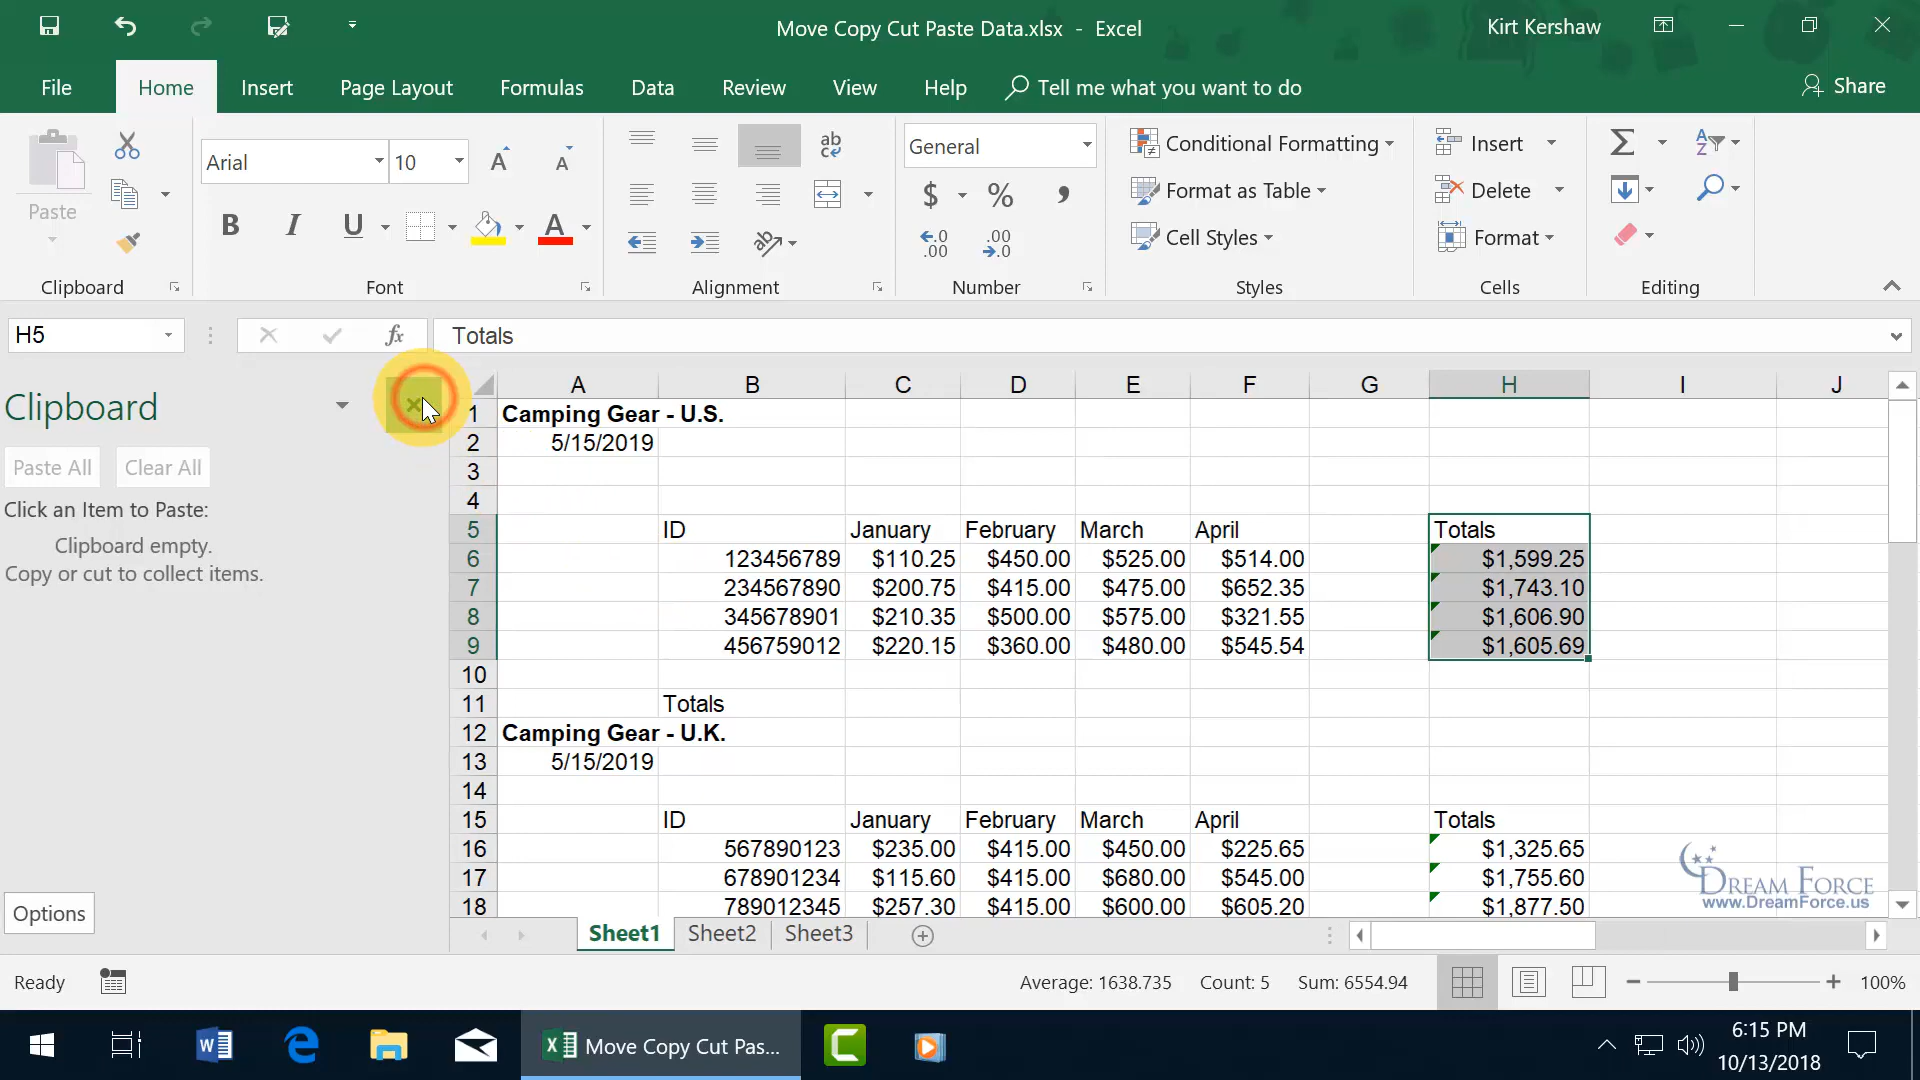 Move Copy Cut Paste Data.xlsx - Excel
Kirt Kershaw
File Home Insert Page Layout Formulas Data Review View Help Tell me what you want to do Share
Paste
Clipboard
Arial 10
B I U A
Font
ab
Alignment
General
$ % ,
.0 .00
.00 .0
Number
Conditional Formatting
Format as Table
Cell Styles
Styles
Insert
Delete
Format
Cells
Editing
H5 fx Totals
Clipboard
Paste All Clear All
Click an Item to Paste:
Clipboard empty.
Copy or cut to collect items.
Options
A B C D E F G H I J
1 Camping Gear - U.S.
2 5/15/2019
3
4
5 ID January February March April Totals
6 123456789 $110.25 $450.00 $525.00 $514.00 $1,599.25
7 234567890 $200.75 $415.00 $475.00 $652.35 $1,743.10
8 345678901 $210.35 $500.00 $575.00 $321.55 $1,606.90
9 456759012 $220.15 $360.00 $480.00 $545.54 $1,605.69
10
11 Totals
12 Camping Gear - U.K.
13 5/15/2019
14
15 ID January February March April Totals
16 567890123 $235.00 $415.00 $450.00 $225.65 $1,325.65
17 678901234 $115.60 $415.00 $680.00 $545.00 $1,755.60
18 789012345 $257.30 $415.00 $600.00 $605.20 $1,877.50
DREAM FORCE
www.DreamForce.us
Sheet1 Sheet2 Sheet3
Ready Average: 1638.735 Count: 5 Sum: 6554.94 100%
Move Copy Cut Pas...
6:15 PM
10/13/2018